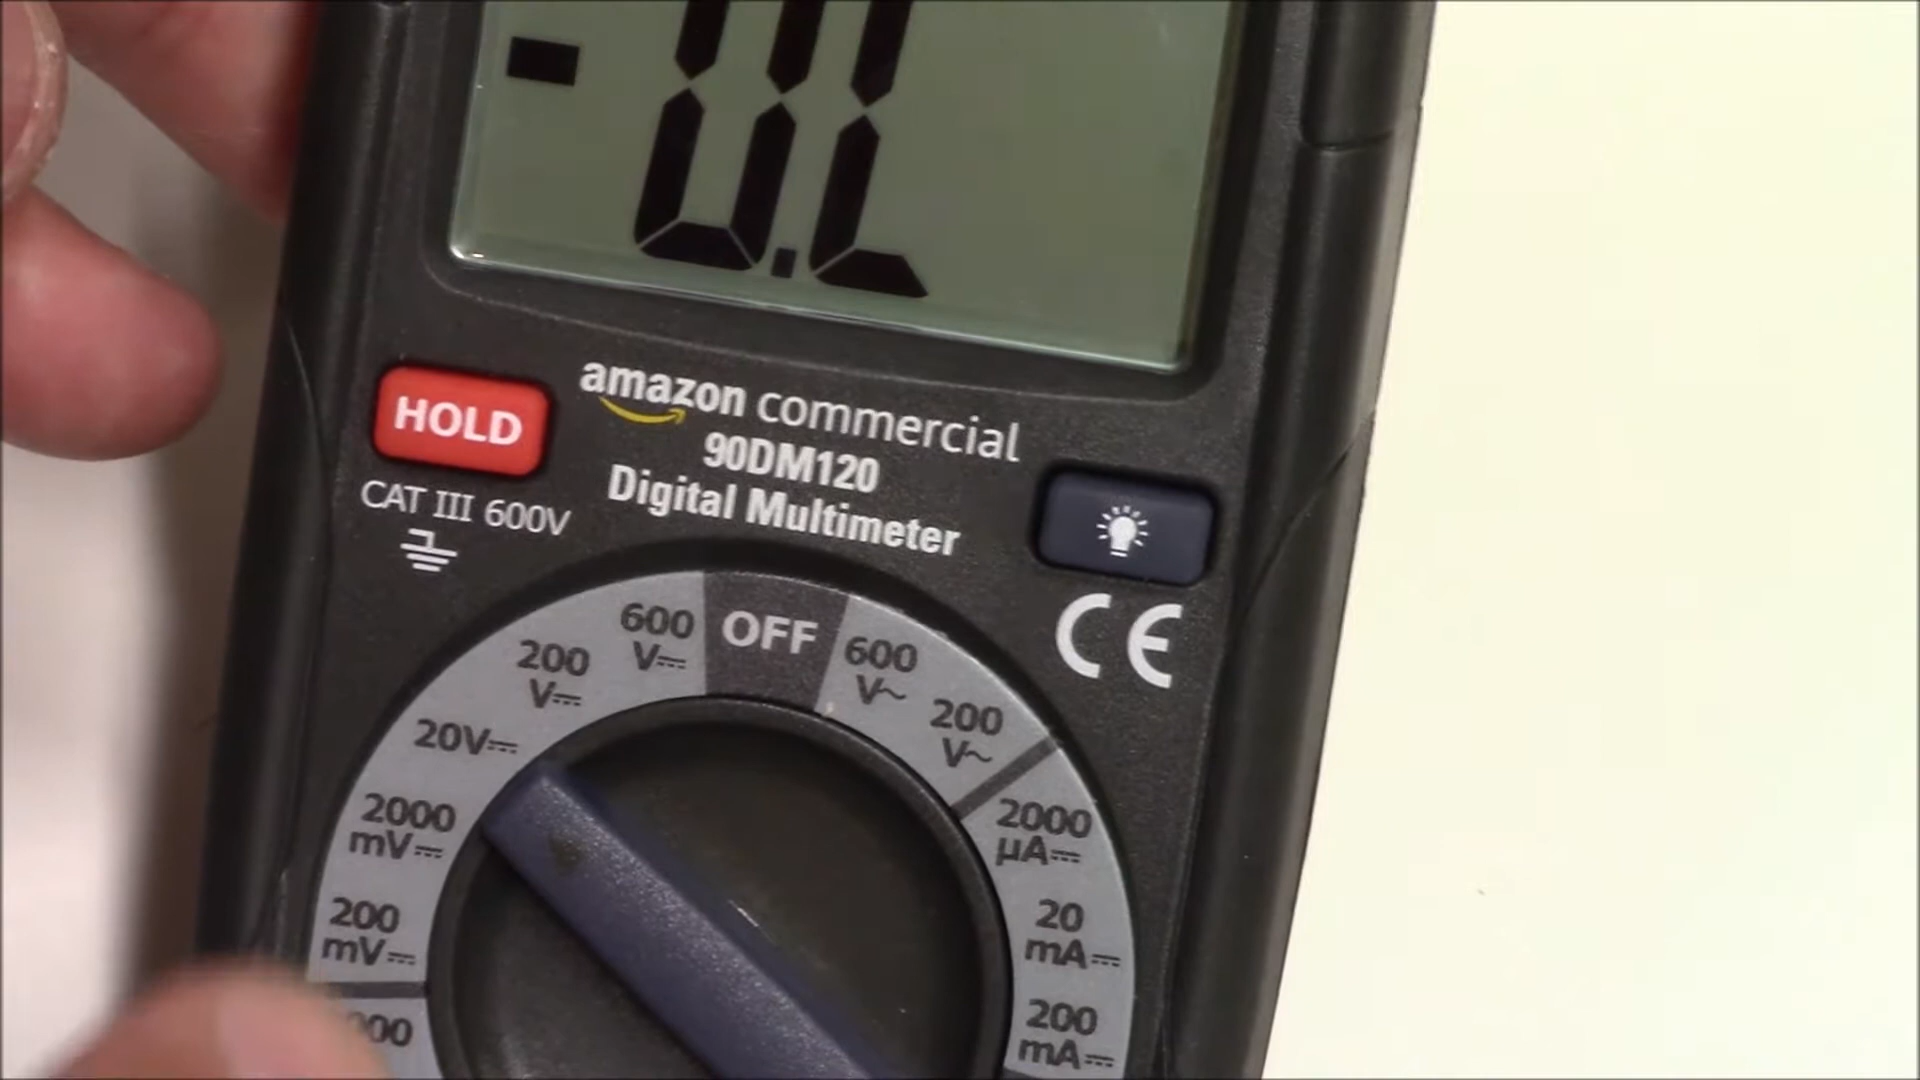 -0.L
HOLD
amazon commercial
90DM120
Digital Multimeter
CAT III 600V
CE
OFF
600
V⎓
200
V⎓
20V⎓
2000
mV⎓
200
mV⎓
600
V~
200
V~
2000
µA⎓
20
mA⎓
200
mA⎓